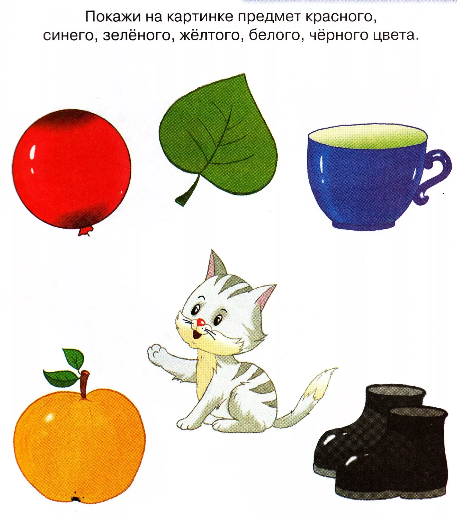 Покажи на картинке предмет красного,
синего, зелёного, жёлтого, белого, чёрного цвета.